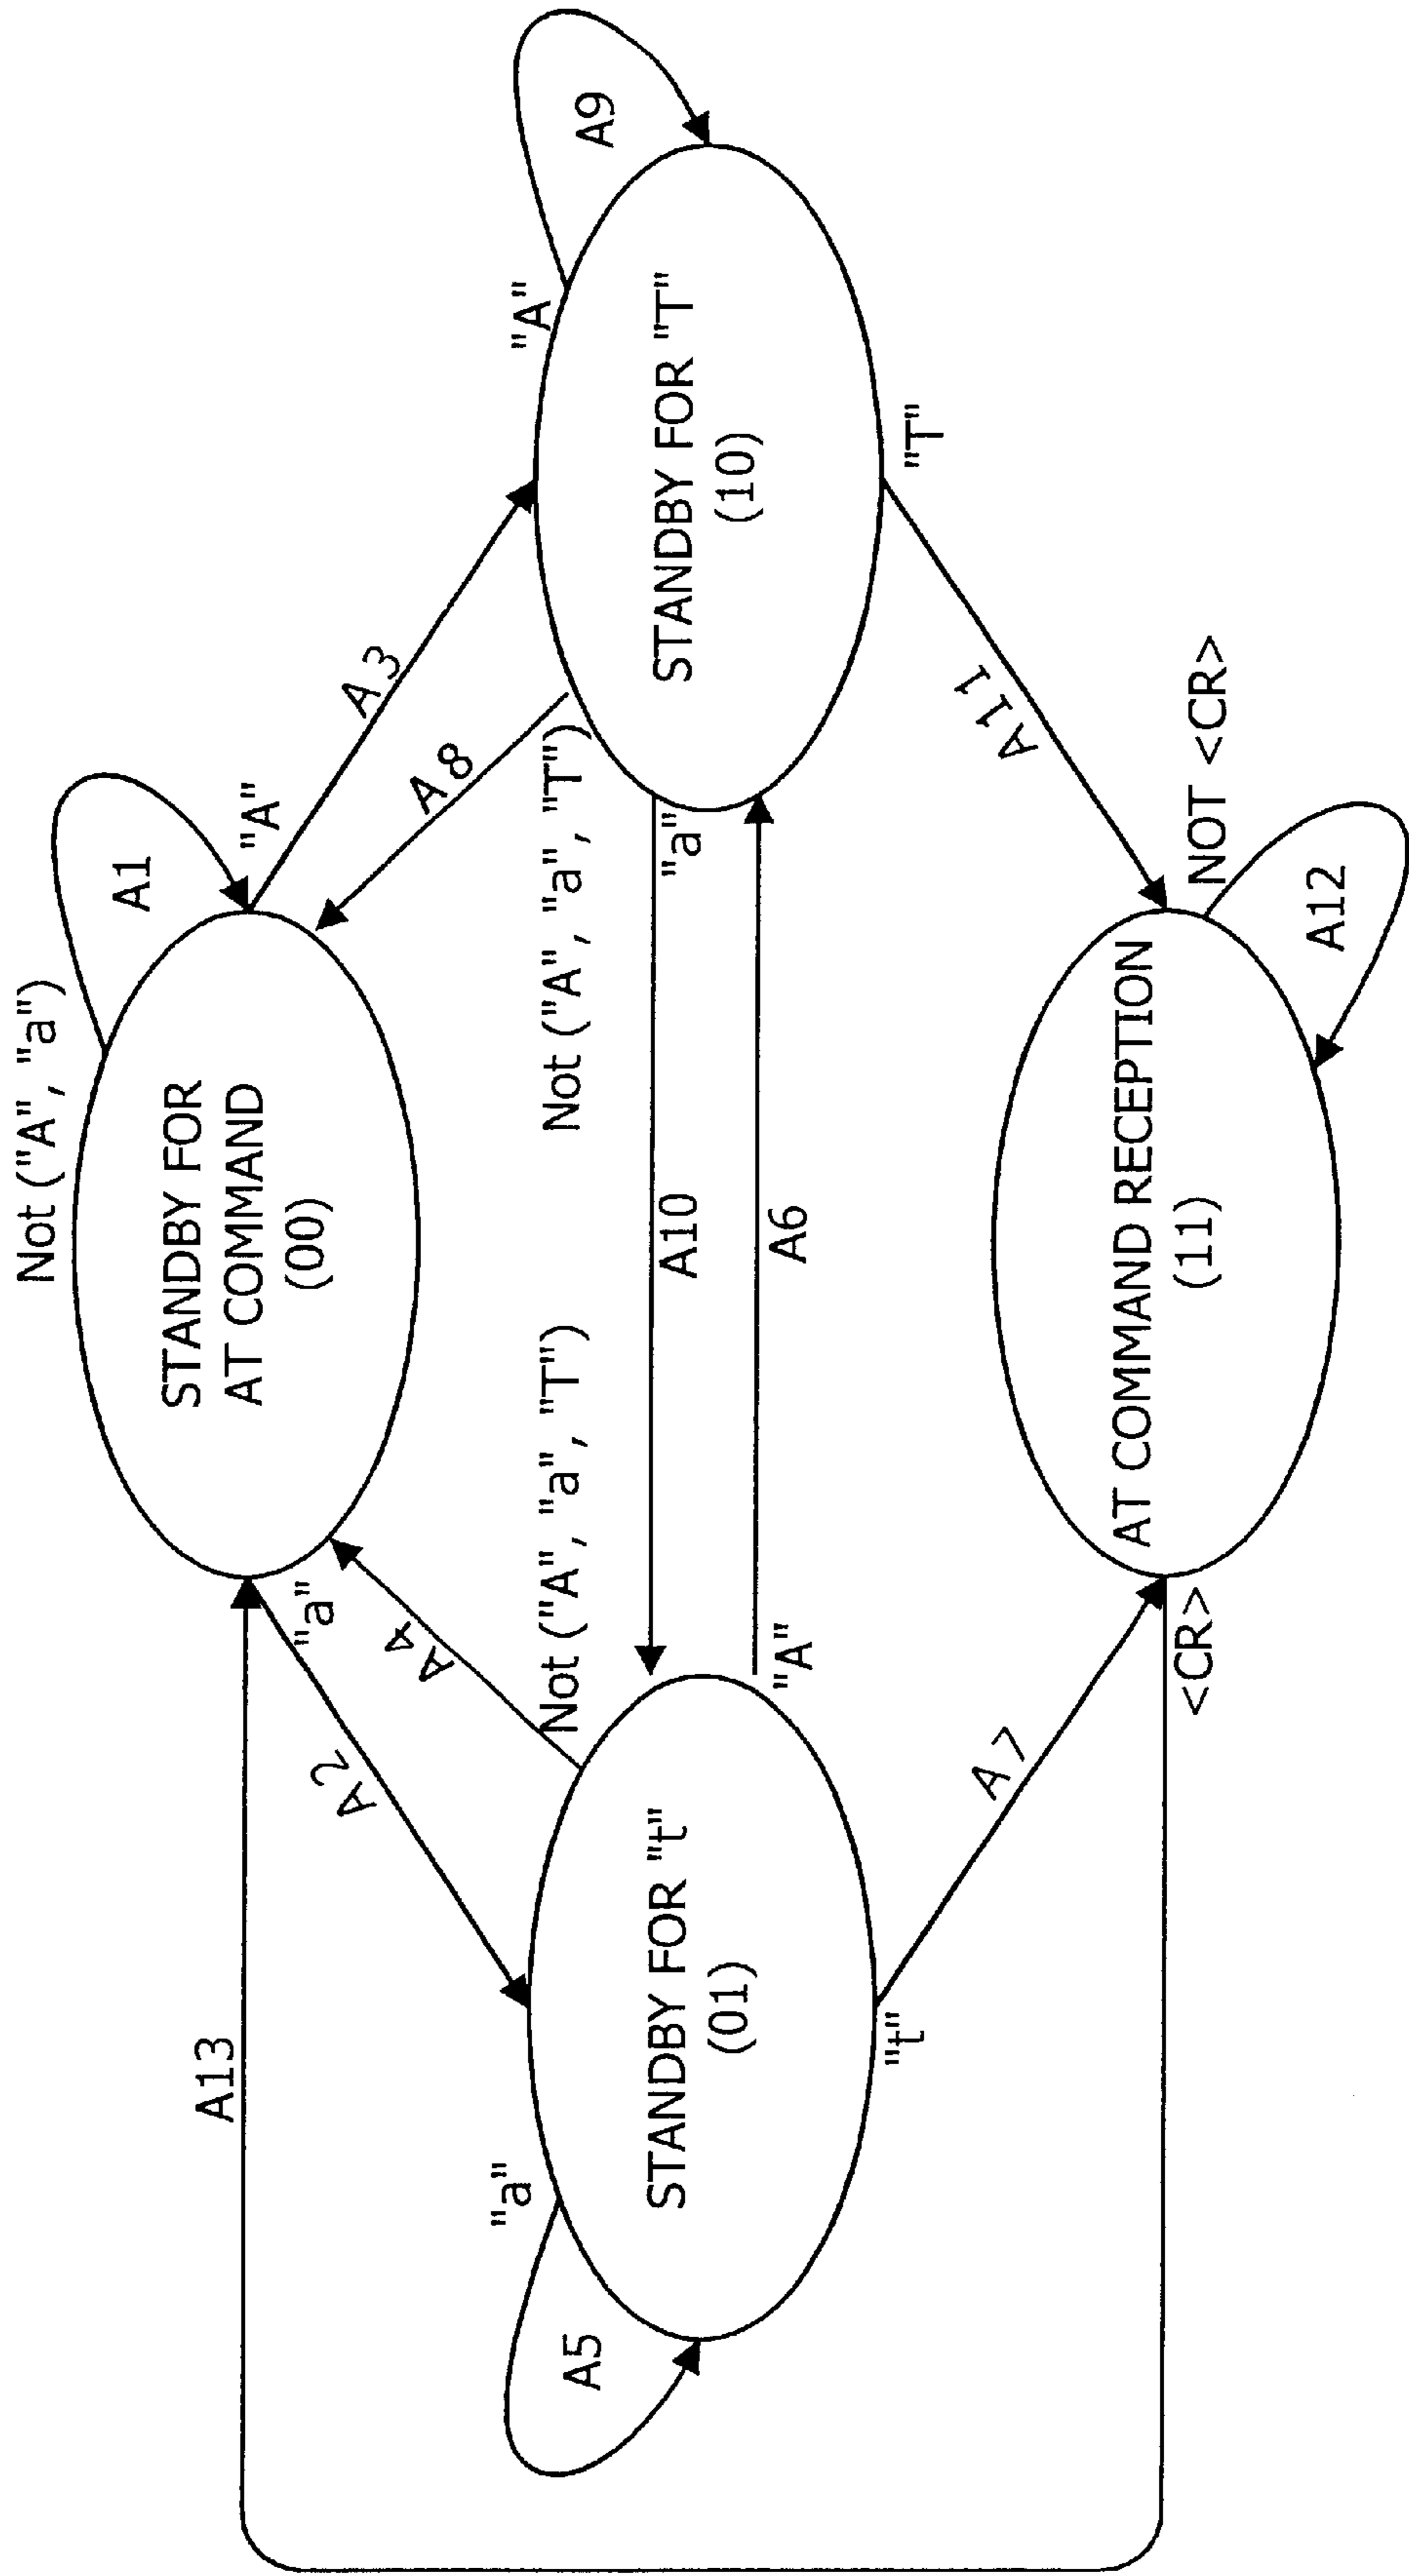 Not ("A", "a")
A1
STANDBY FOR
AT COMMAND
(00)
"a"
"A"
A13
A2
A4
A3
A8
Not ("A", "a", "T")
Not ("A", "a", "T")
"a"
A5
STANDBY FOR "t"
(01)
"t"
"A"
A10
A6
"a"
"A"
A9
STANDBY FOR "T"
(10)
"T"
A7
A11
<CR>
AT COMMAND RECEPTION
(11)
NOT <CR>
A12